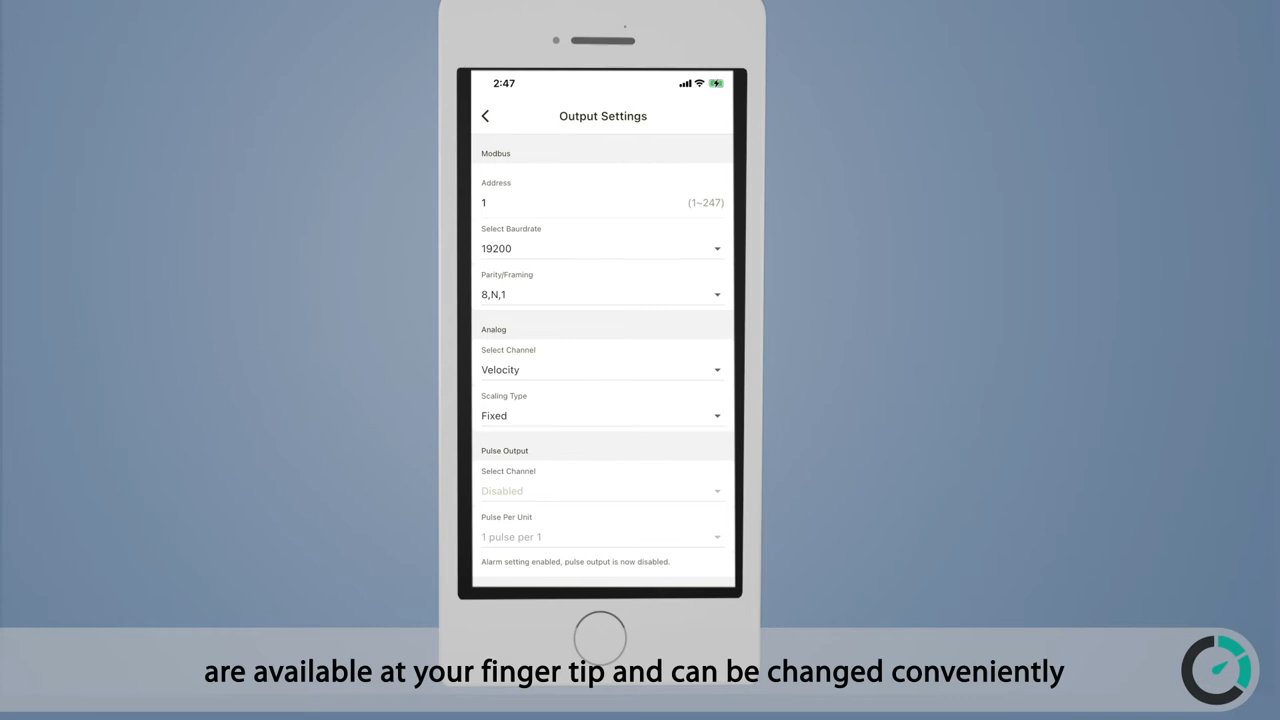 2:47
Output Settings
Modbus
Address
1 (1~247)
Select Baurdrate
19200
Parity/Framing
8,N,1
Analog
Select Channel
Velocity
Scaling Type
Fixed
Pulse Output
Select Channel
Disabled
Pulse Per Unit
1 pulse per 1
Alarm setting enabled, pulse output is now disabled.
are available at your finger tip and can be changed conveniently